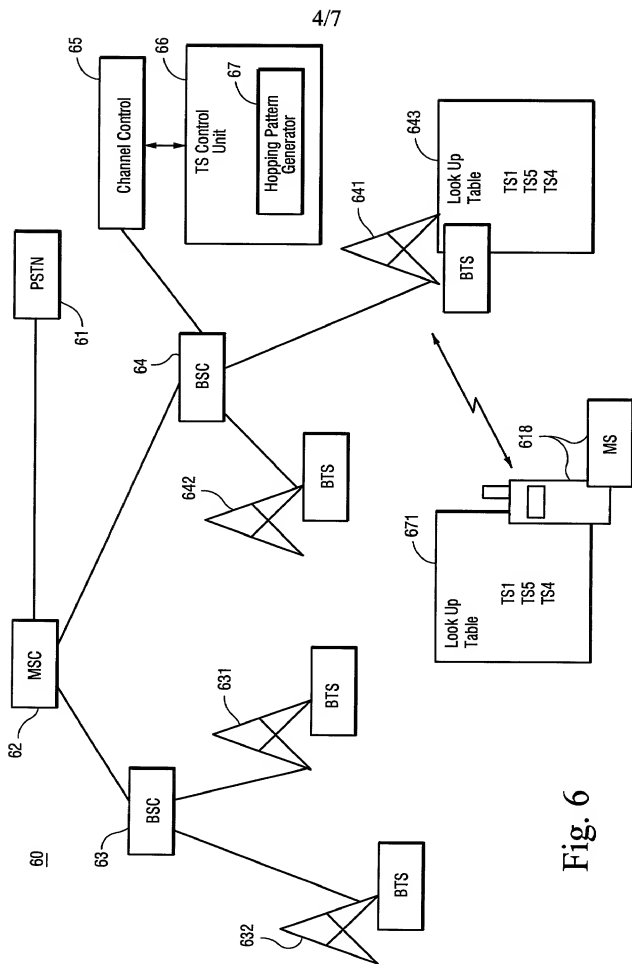 4/7
60
MSC
62
PSTN
61
BSC
63
BSC
64
Channel Control
65
TS Control
Unit
66
Hopping Pattern
Generator
67
632
BTS
631
BTS
642
BTS
641
BTS
Look Up
Table
TS1
TS5
TS4
643
Look Up
Table
TS1
TS5
TS4
671
618
MS
Fig. 6